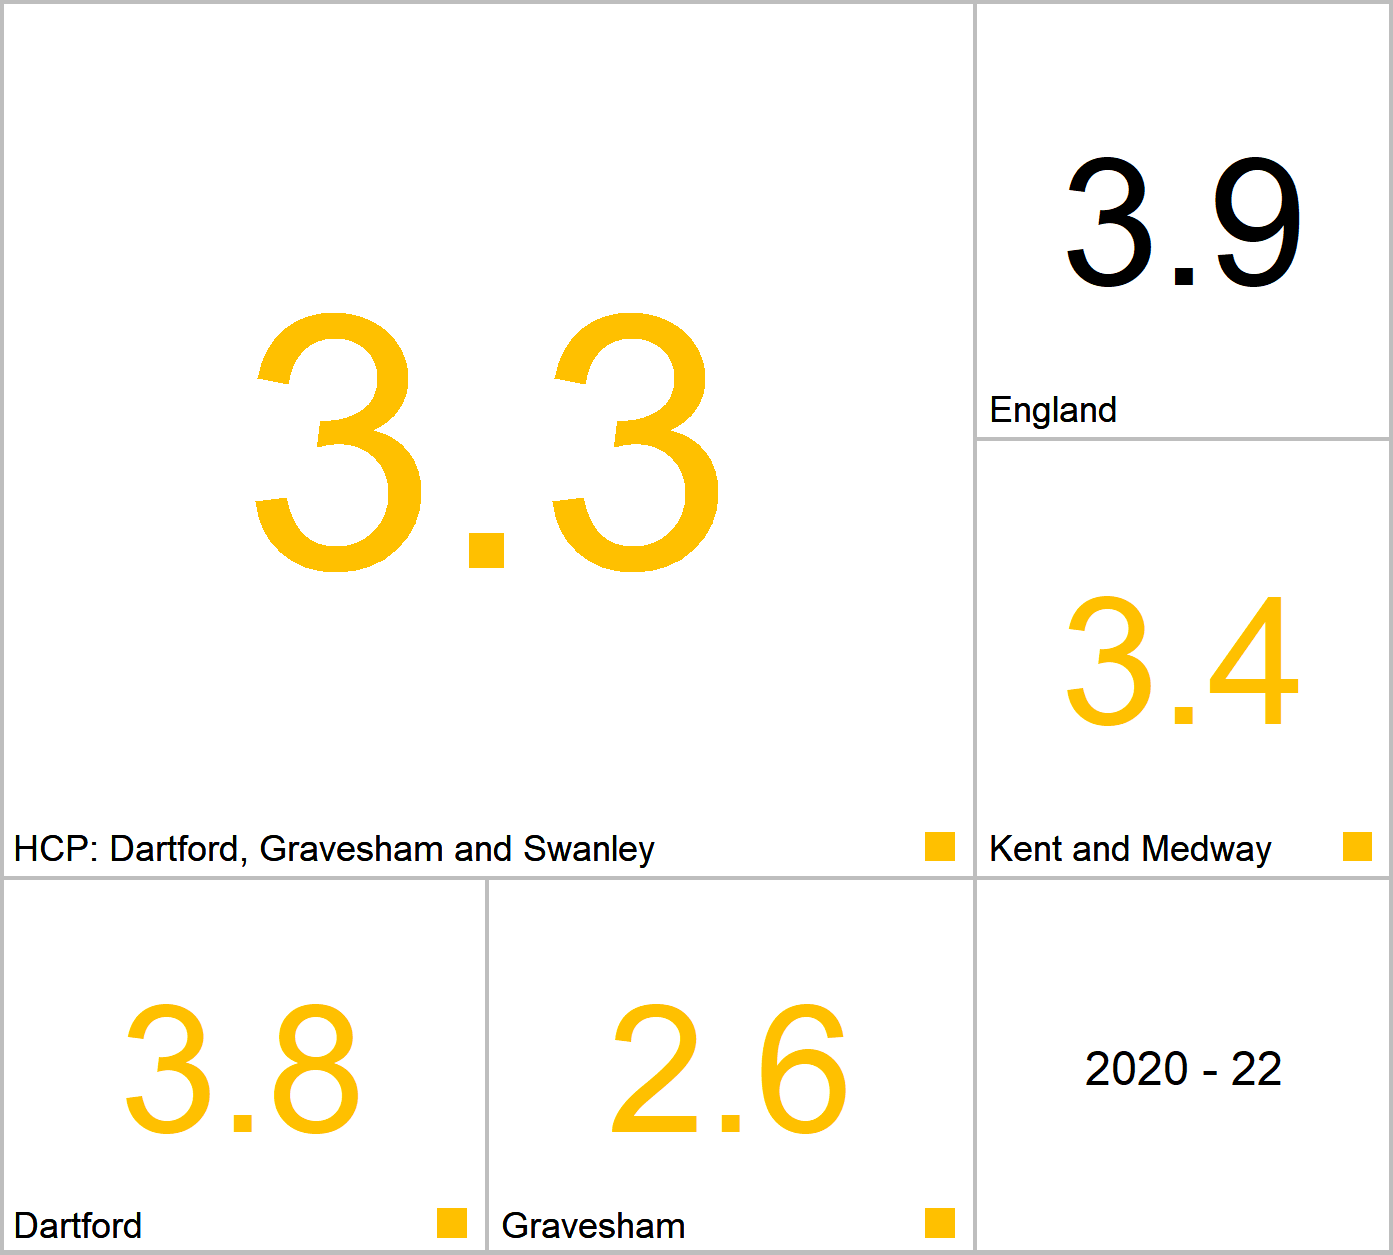 3.3
HCP: Dartford, Gravesham and Swanley
3.9
England
3.4
Kent and Medway
3.8
Dartford
2.6
Gravesham
2020 - 22